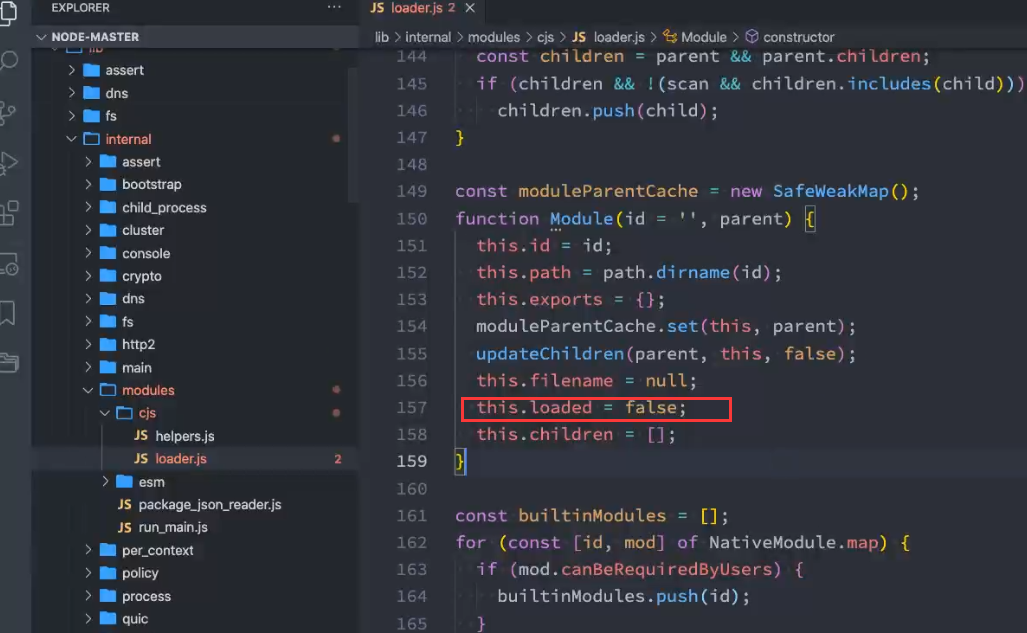 EXPLORER ...
NODE-MASTER
lib
assert
dns
fs
internal
assert
bootstrap
child_process
cluster
console
crypto
dns
fs
http2
main
modules
cjs
JS helpers.js
JS loader.js 2
esm
JS package_json_reader.js
JS run_main.js
per_context
policy
process
quic
JS loader.js 2 ×
lib > internal > modules > cjs > JS loader.js > Module > constructor
144 const children = parent && parent.children;
145 if (children && !(scan && children.includes(child)))
146 children.push(child);
147 }
148
149 const moduleParentCache = new SafeWeakMap();
150 function Module(id = '', parent) {
151 this.id = id;
152 this.path = path.dirname(id);
153 this.exports = {};
154 moduleParentCache.set(this, parent);
155 updateChildren(parent, this, false);
156 this.filename = null;
157 this.loaded = false;
158 this.children = [];
159 }
160
161 const builtinModules = [];
162 for (const [id, mod] of NativeModule.map) {
163 if (mod.canBeRequiredByUsers) {
164 builtinModules.push(id);
165 }